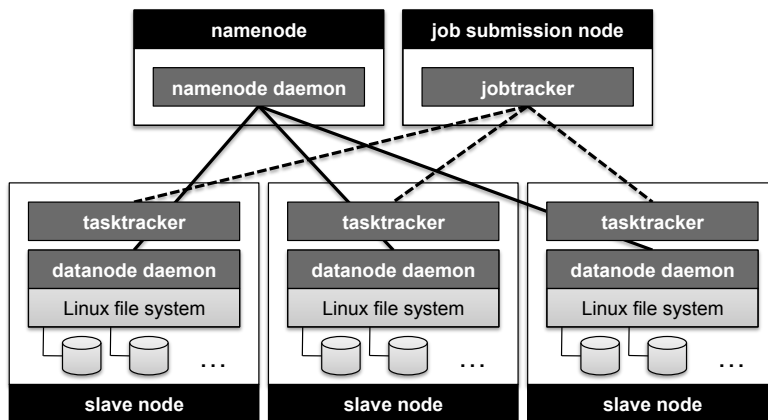 namenode
job submission node
namenode daemon
jobtracker
tasktracker
tasktracker
tasktracker
datanode daemon
datanode daemon
datanode daemon
Linux file system
Linux file system
Linux file system
...
...
...
slave node
slave node
slave node